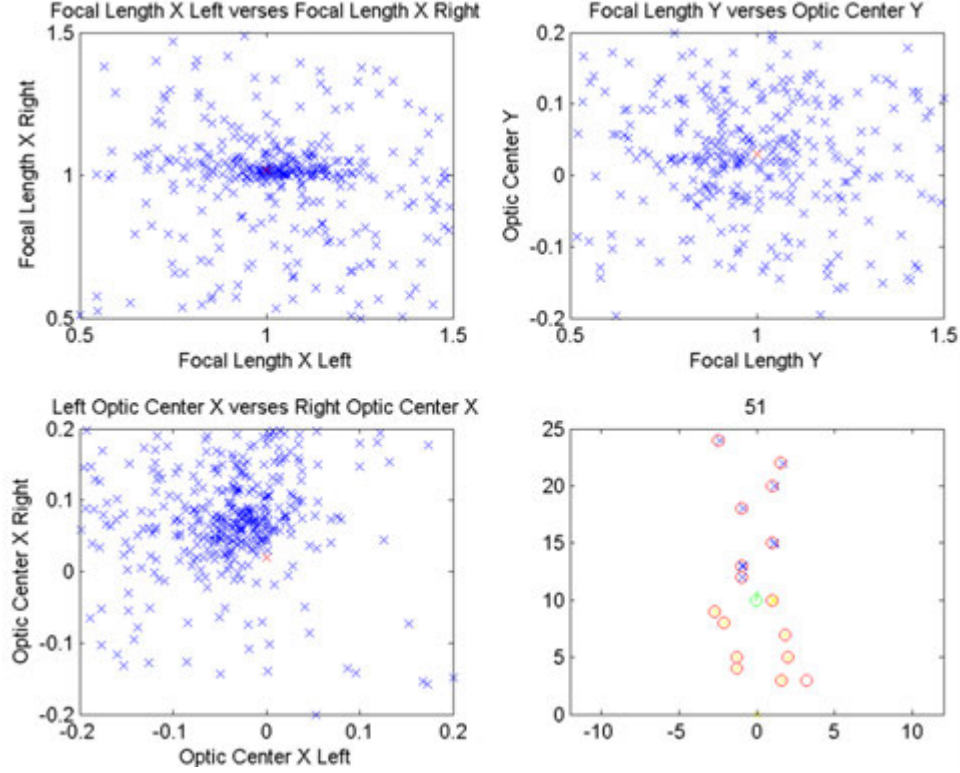 Focal Length X Left verses Focal Length X Right
Focal Length Y verses Optic Center Y
1.5
1
0.5
Focal Length X Right
0.5 1 1.5
Focal Length X Left
0.2
0.1
0
-0.1
-0.2
Optic Center Y
0.5 1 1.5
Focal Length Y
Left Optic Center X verses Right Optic Center X
51
0.2
0.1
0
-0.1
-0.2
Optic Center X Right
-0.2 -0.1 0 0.1 0.2
Optic Center X Left
25
20
15
10
5
0
-10 -5 0 5 10